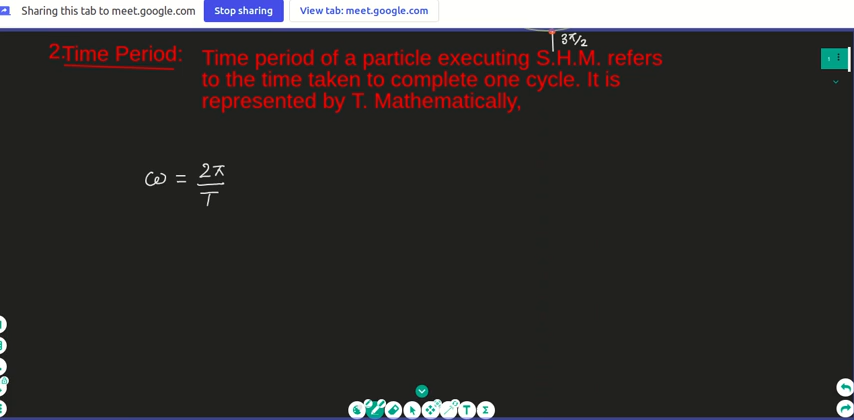 Sharing this tab to meet.google.com Stop sharing View tab: meet.google.com
3π/2
2. Time Period: Time period of a particle executing S.H.M. refers
to the time taken to complete one cycle. It is
represented by T. Mathematically,
ω = 2π/T
1
T Σ